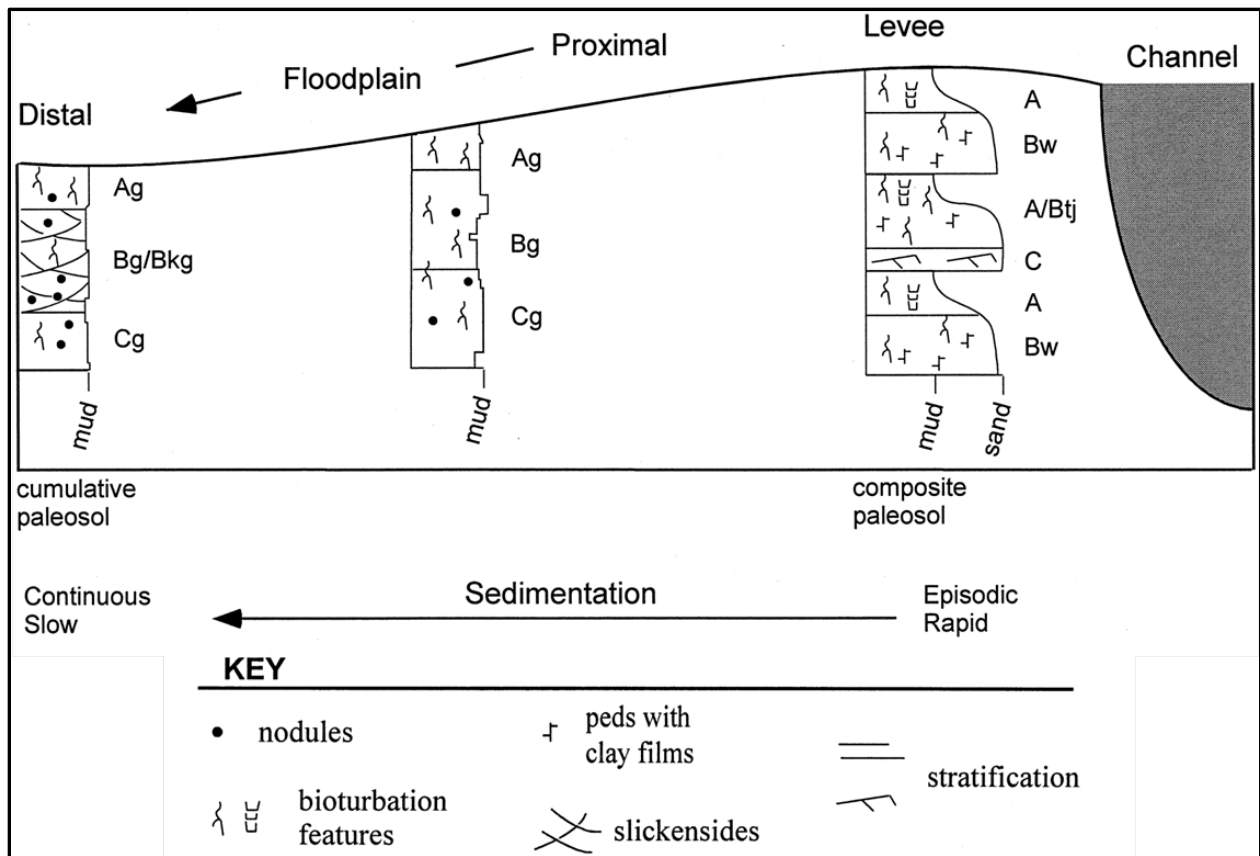 Levee
Proximal
Channel
Floodplain
Distal
A
Ag
Bw
Ag
A/Btj
Bg
Bg/Bkg
C
A
Cg
Cg
Bw
mud
mud
mud
sand
cumulative
paleosol
composite
paleosol
Continuous
Slow
Sedimentation
Episodic
Rapid
KEY
nodules
peds with
clay films
stratification
bioturbation
features
slickensides